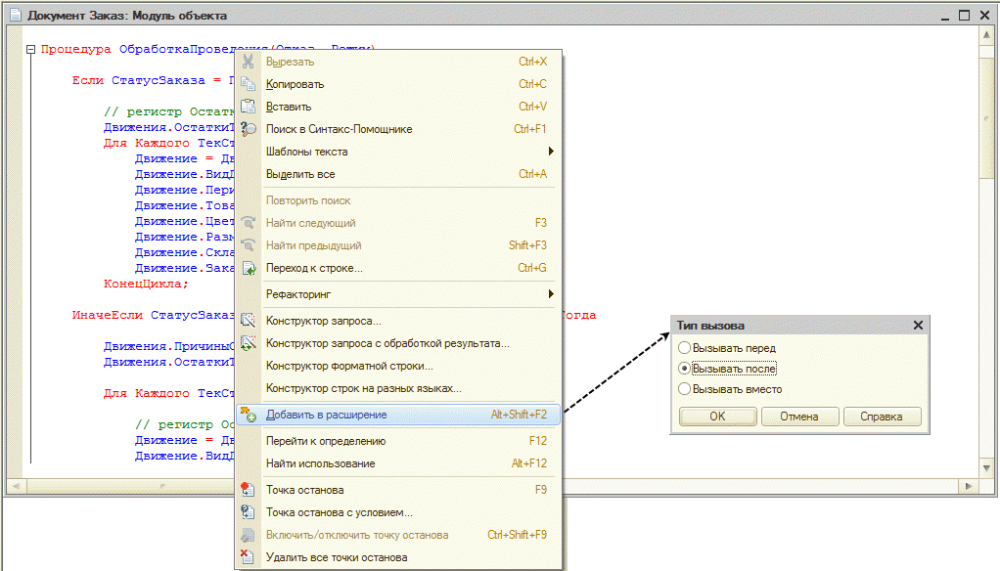 Документ Заказ: Модуль объекта
Процедура ОбработкаПроведения(Отказ, Режим)
Если СтатусЗаказа =
// регистр Остатк
Движения.ОстаткиТ
Для Каждого ТекСт
Движение = Дв
Движение.ВидД
Движение.Пери
Движение.Това
Движение.Цвет
Движение.Разм
Движение.Скла
Движение.Зака
КонецЦикла;
ИначеЕсли СтатусЗаказ Тогда
Движения.ПричиныО
Движения.ОстаткиТ
Для Каждого ТекСт
// регистр Ос
Движение = Дв
Движение.ВидД
Вырезать Ctrl+X
Копировать Ctrl+C
Вставить Ctrl+V
Поиск в Синтакс-Помощнике Ctrl+F1
Шаблоны текста
Выделить все Ctrl+A
Повторить поиск
Найти следующий F3
Найти предыдущий Shift+F3
Переход к строке... Ctrl+G
Рефакторинг
Конструктор запроса...
Конструктор запроса с обработкой результата...
Конструктор форматной строки...
Конструктор строк на разных языках...
Добавить в расширение Alt+Shift+F2
Перейти к определению F12
Найти использование Alt+F12
Точка останова F9
Точка останова с условием...
Включить/отключить точку останова Ctrl+Shift+F9
Удалить все точки останова
Тип вызова
Вызывать перед
Вызывать после
Вызывать вместо
OK Отмена Справка